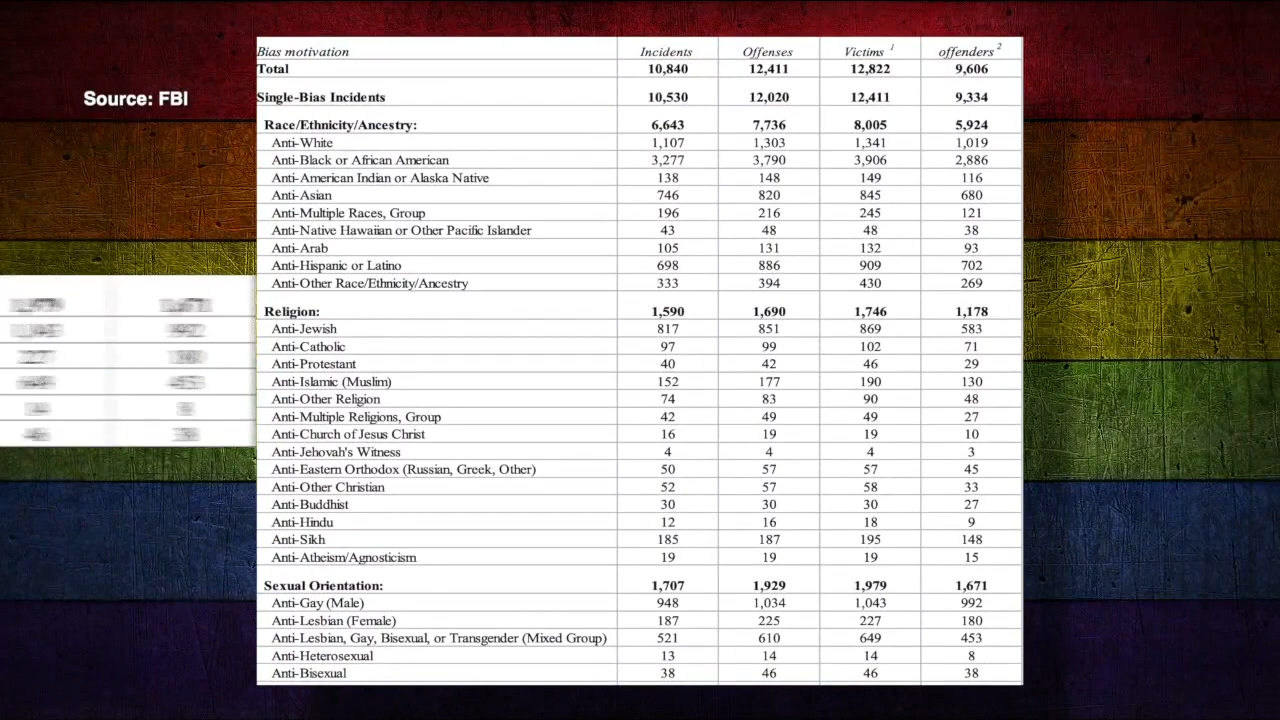 Source: FBI
Bias motivation Incidents Offenses Victims 1 offenders 2
Total 10,840 12,411 12,822 9,606
Single-Bias Incidents 10,530 12,020 12,411 9,334
Race/Ethnicity/Ancestry: 6,643 7,736 8,005 5,924
Anti-White 1,107 1,303 1,341 1,019
Anti-Black or African American 3,277 3,790 3,906 2,886
Anti-American Indian or Alaska Native 138 148 149 116
Anti-Asian 746 820 845 680
Anti-Multiple Races, Group 196 216 245 121
Anti-Native Hawaiian or Other Pacific Islander 43 48 48 38
Anti-Arab 105 131 132 93
Anti-Hispanic or Latino 698 886 909 702
Anti-Other Race/Ethnicity/Ancestry 333 394 430 269
Religion: 1,590 1,690 1,746 1,178
Anti-Jewish 817 851 869 583
Anti-Catholic 97 99 102 71
Anti-Protestant 40 42 46 29
Anti-Islamic (Muslim) 152 177 190 130
Anti-Other Religion 74 83 90 48
Anti-Multiple Religions, Group 42 49 49 27
Anti-Church of Jesus Christ 16 19 19 10
Anti-Jehovah's Witness 4 4 4 3
Anti-Eastern Orthodox (Russian, Greek, Other) 50 57 57 45
Anti-Other Christian 52 57 58 33
Anti-Buddhist 30 30 30 27
Anti-Hindu 12 16 18 9
Anti-Sikh 185 187 195 148
Anti-Atheism/Agnosticism 19 19 19 15
Sexual Orientation: 1,707 1,929 1,979 1,671
Anti-Gay (Male) 948 1,034 1,043 992
Anti-Lesbian (Female) 187 225 227 180
Anti-Lesbian, Gay, Bisexual, or Transgender (Mixed Group) 521 610 649 453
Anti-Heterosexual 13 14 14 8
Anti-Bisexual 38 46 46 38